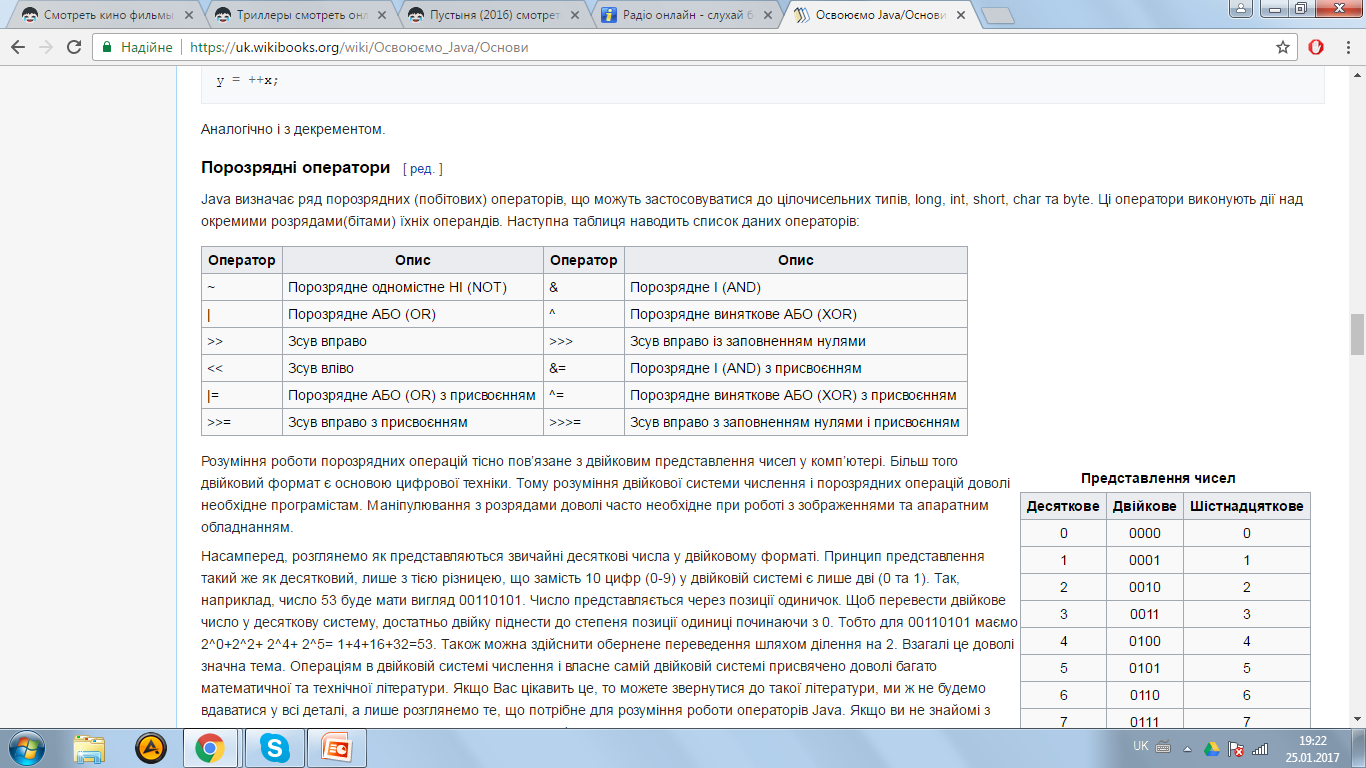 Смотреть кино фильмы
Триллеры смотреть онл
Пустыня (2016) смотрет
Радіо онлайн - слухай б
Освоюємо Java/Основи
Надійне https://uk.wikibooks.org/wiki/Освоюємо_Java/Основи
y = ++x;
Аналогічно і з декрементом.
Порозрядні оператори [ ред. ]
Java визначає ряд порозрядних (побітових) операторів, що можуть застосовуватися до цілочисельних типів, long, int, short, char та byte. Ці оператори виконують дії над
окремими розрядами(бітами) їхніх операндів. Наступна таблиця наводить список даних операторів:
Оператор Опис Оператор Опис
~ Порозрядне одномістне НІ (NOT) & Порозрядне І (AND)
| Порозрядне АБО (OR) ^ Порозрядне виняткове АБО (XOR)
>> Зсув вправо >>> Зсув вправо із заповненням нулями
<< Зсув вліво &= Порозрядне І (AND) з присвоєнням
|= Порозрядне АБО (OR) з присвоєнням ^= Порозрядне виняткове АБО (XOR) з присвоєнням
>>= Зсув вправо з присвоєнням >>>= Зсув вправо з заповненням нулями і присвоєнням
Розуміння роботи порозрядних операцій тісно пов’язане з двійковим представлення чисел у комп’ютері. Більш того
двійковий формат є основою цифрової техніки. Тому розуміння двійкової системи числення і порозрядних операцій доволі
необхідне програмістам. Маніпулювання з розрядами доволі часто необхідне при роботі з зображеннями та апаратним
обладнанням.
Насамперед, розглянемо як представляються звичайні десяткові числа у двійковому форматі. Принцип представлення
такий же як десятковий, лише з тією різницею, що замість 10 цифр (0-9) у двійковій системі є лише дві (0 та 1). Так,
наприклад, число 53 буде мати вигляд 00110101. Число представляється через позиції одиничок. Щоб перевести двійкове
число у десяткову систему, достатньо двійку піднести до степеня позиції одиниці починаючи з 0. Тобто для 00110101 маємо
2^0+2^2+ 2^4+ 2^5= 1+4+16+32=53. Також можна здійснити обернене переведення шляхом ділення на 2. Взагалі це доволі
значна тема. Операціям в двійковій системі числення і власне самій двійковій системі присвячено доволі багато
математичної та технічної літератури. Якщо Вас цікавить це, то можете звернутися до такої літератури, ми ж не будемо
вдаватися у всі деталі, а лише розглянемо те, що потрібне для розуміння роботи операторів Java. Якщо ви не знайомі з
Представлення чисел
Десяткове Двійкове Шістнадцяткове
0 0000 0
1 0001 1
2 0010 2
3 0011 3
4 0100 4
5 0101 5
6 0110 6
7 0111 7
UK
19:22
25.01.2017